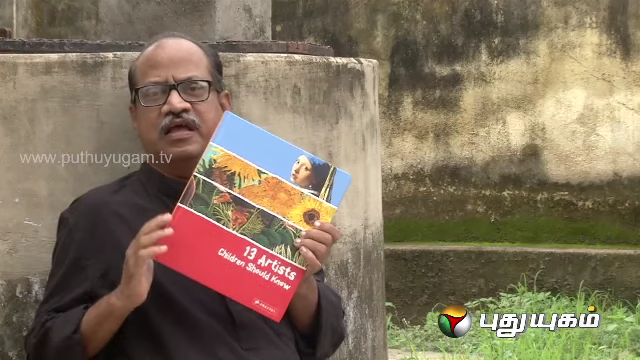 www.puthuyugam.tv
13 Artists
Children Should Know
புதுயுகம்